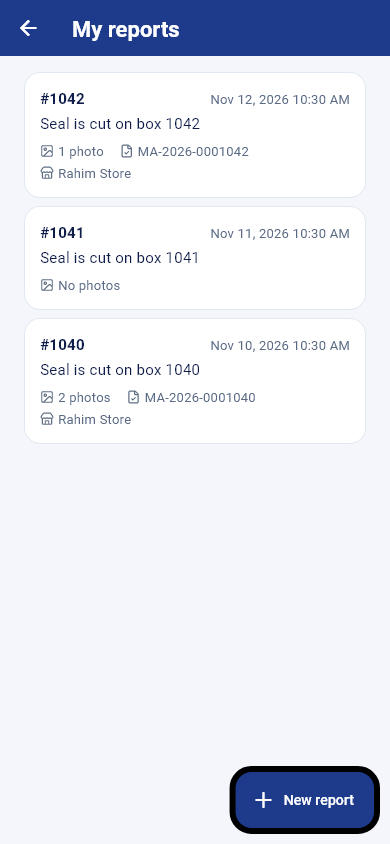 My reports
#1042 Nov 12, 2026 10:30 AM
Seal is cut on box 1042
1 photo MA-2026-0001042
Rahim Store
#1041 Nov 11, 2026 10:30 AM
Seal is cut on box 1041
No photos
#1040 Nov 10, 2026 10:30 AM
Seal is cut on box 1040
2 photos MA-2026-0001040
Rahim Store
New report